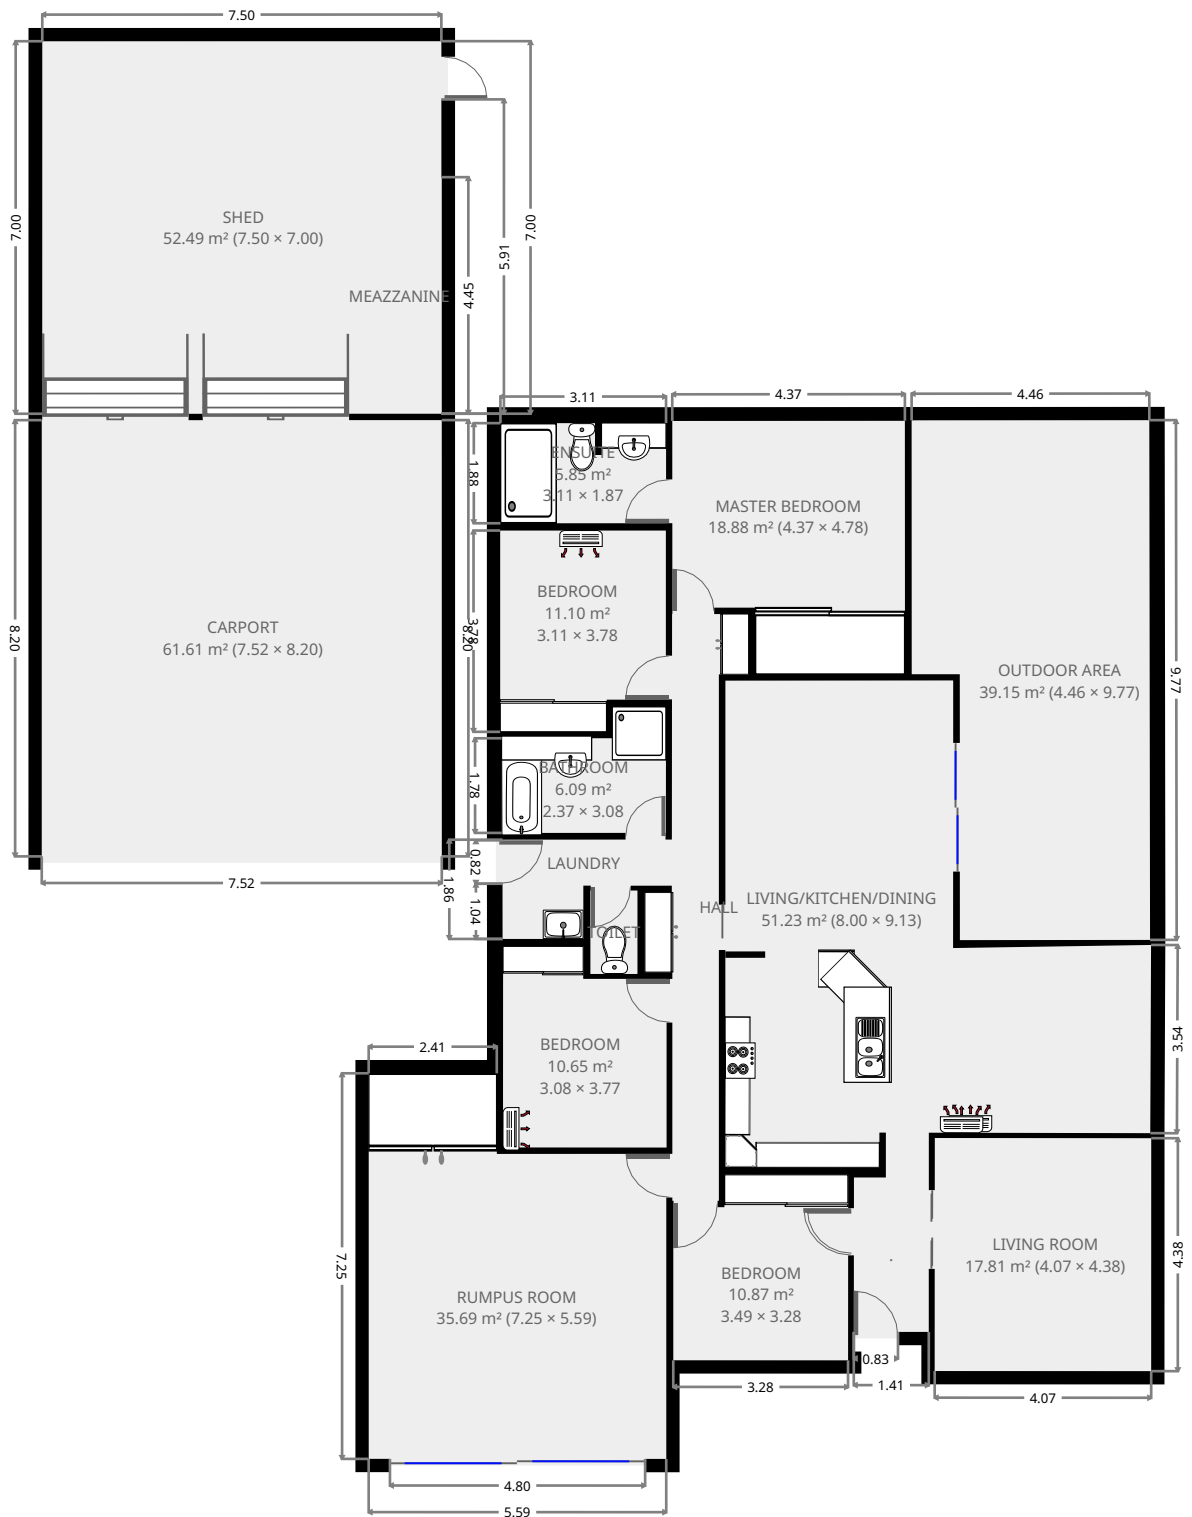 7.50
7.00
SHED
52.49 m² (7.50 × 7.00)
MEAZZANINE
7.00
5.91
4.45
3.11
4.37
4.46
1.88
ENSUITE
5.85 m²
3.11 × 1.87
MASTER BEDROOM
18.88 m² (4.37 × 4.78)
BEDROOM
11.10 m²
3.11 × 3.78
3.78
8.20
8.20
CARPORT
61.61 m² (7.52 × 8.20)
OUTDOOR AREA
39.15 m² (4.46 × 9.77)
9.77
BATHROOM
6.09 m²
2.37 × 3.08
1.78
LAUNDRY
0.82
1.86
1.04
7.52
TOILET
HALL
LIVING/KITCHEN/DINING
51.23 m² (8.00 × 9.13)
2.41
BEDROOM
10.65 m²
3.08 × 3.77
3.54
7.25
RUMPUS ROOM
35.69 m² (7.25 × 5.59)
BEDROOM
10.87 m²
3.49 × 3.28
LIVING ROOM
17.81 m² (4.07 × 4.38)
4.38
0.83
3.28
1.41
4.07
4.80
5.59